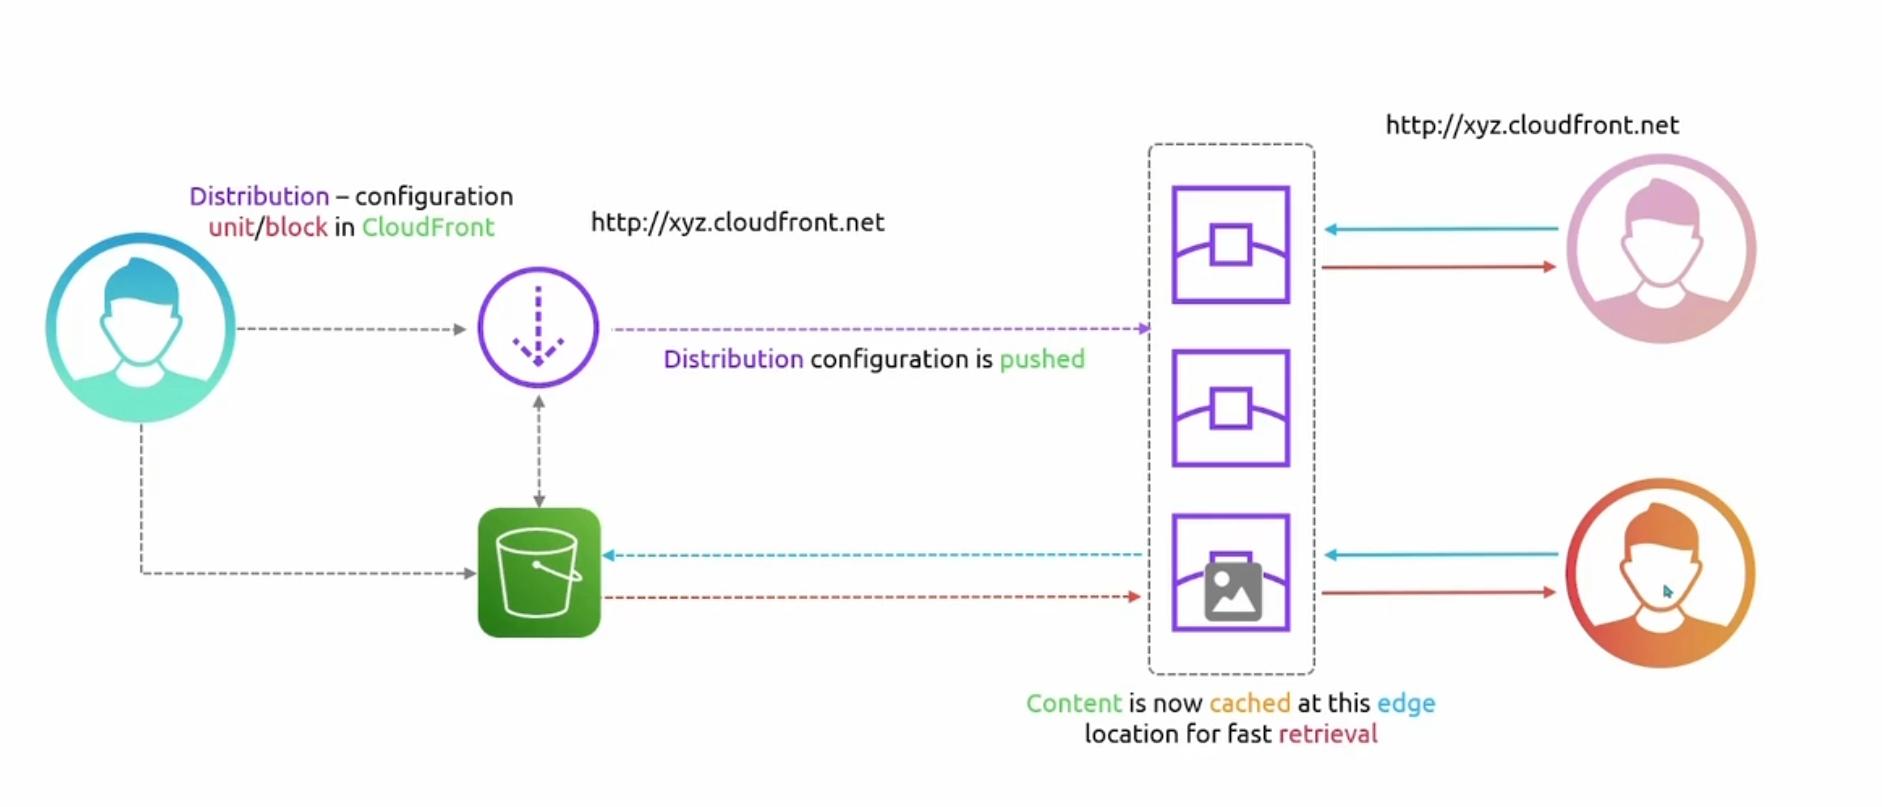 http://xyz.cloudfront.net
Distribution – configuration
unit/block in CloudFront
http://xyz.cloudfront.net
Distribution configuration is pushed
Content is now cached at this edge
location for fast retrieval